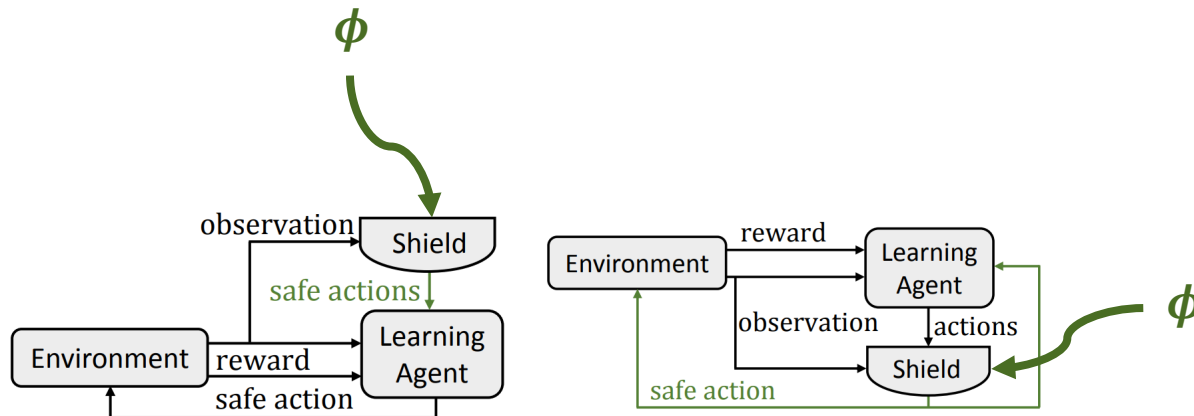 ϕ
observation
Shield
safe actions
Environment
reward
Learning
Agent
safe action
Environment
reward
Learning
Agent
observation
actions
Shield
safe action
ϕ